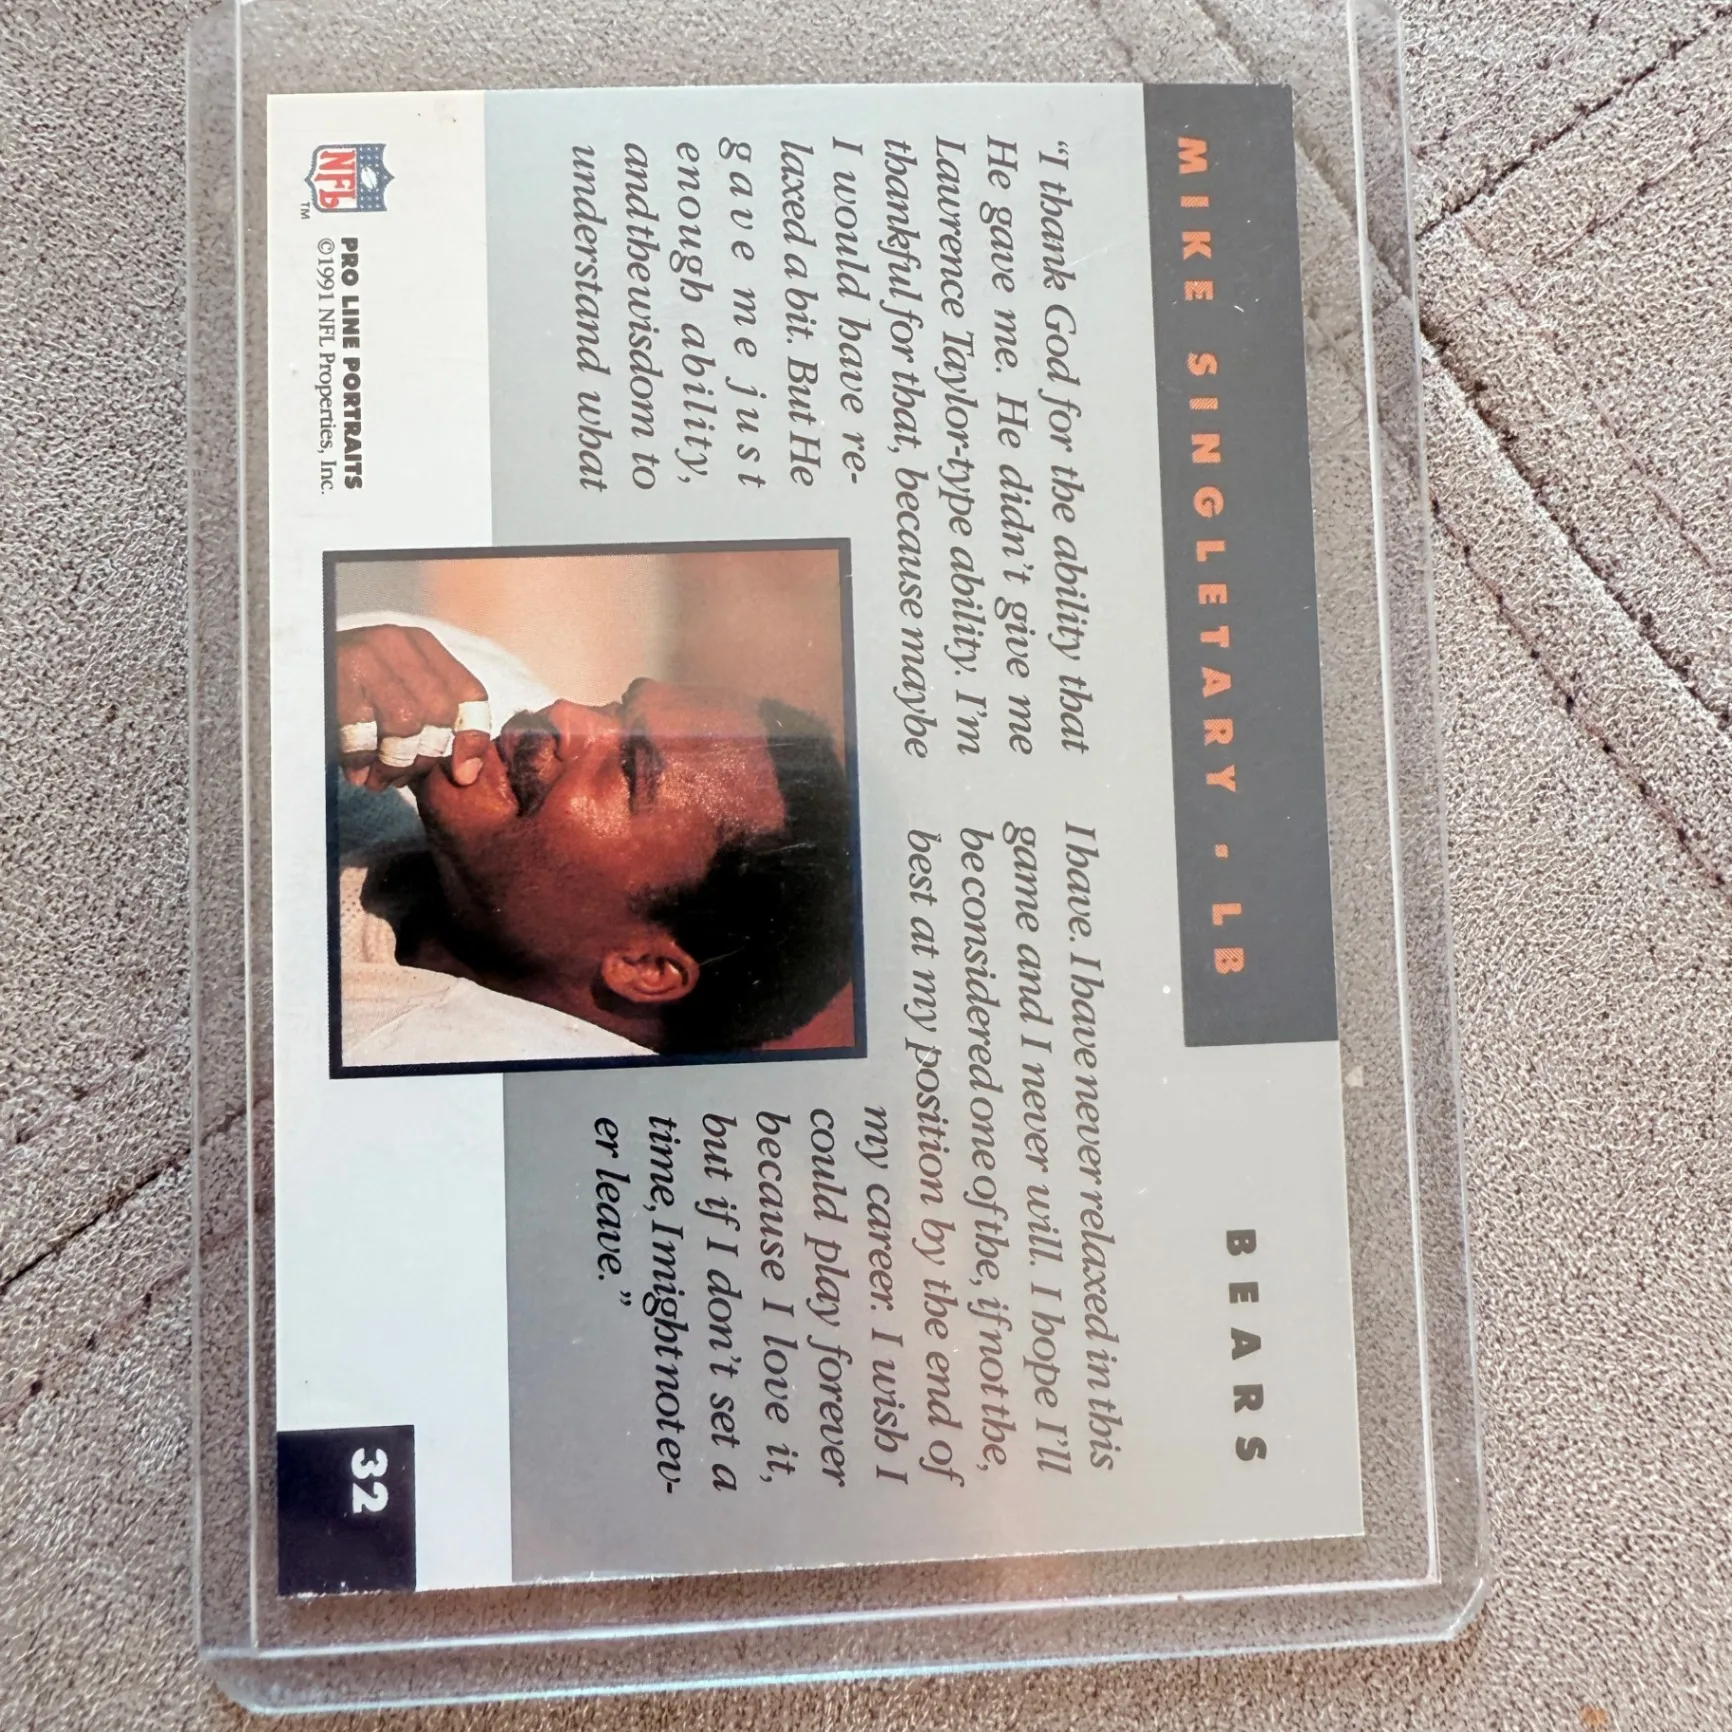 MIKE SINGLETARY · LB
BEARS
“I thank God for the ability that
He gave me. He didn't give me
Laurence Taylor-type ability. I'm
thankful for that, because maybe
I would have re-
laxed a bit. But He
gave me just
enough ability,
and the wisdom to
understand what
I have. I have never relaxed in this
game and I never will. I hope I'll
be considered one of the, if not the,
best at my position by the end of
my career. I wish I
could play forever
because I love it,
but if I don't set a
time, I might not ev-
er leave.”
NFL
TM
PRO LINE PORTRAITS
©1991 NFL Properties, Inc.
32